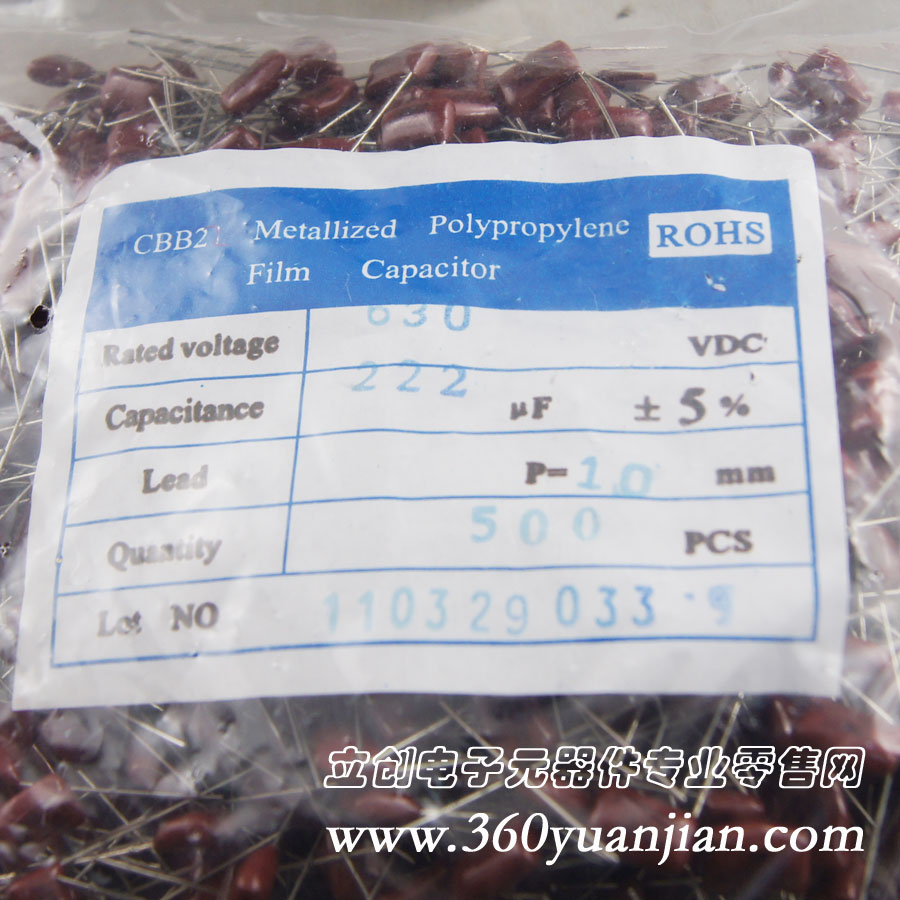 CBB21 Metallized Polypropylene ROHS
Film Capacitor
Rated voltage 630 VDC
Capacitance 222 μF ±5%
Lead P=10 mm
Quantity 500 PCS
Lot NO 110329033·9
立创电子元器件专业零售网
www.360yuanjian.com